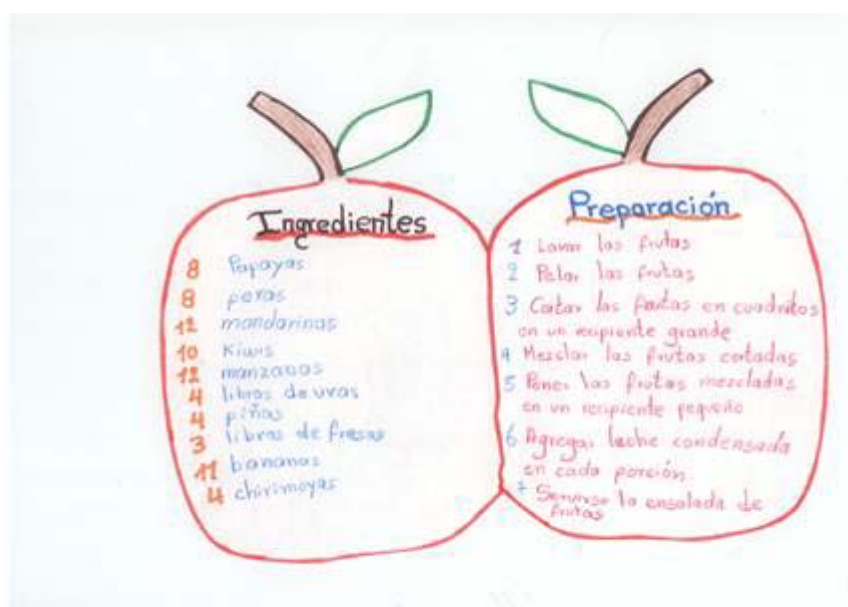 Ingredientes
8 Papayas
8 peras
12 mandarinas
10 Kiwis
12 manzanas
4 libras de uvas
4 piñas
3 libras de fresas
11 bananas
4 chirimoyas
Preparación
1 Lavar las frutas
2 Pelar las frutas
3 Cortar las frutas en cuadritos
en un recipiente grande
4 Mezclar las frutas cortadas
5 Poner las frutas mezcladas
en un recipiente pequeño
6 Agregar leche condensada
en cada porción.
7 Servirse la ensalada de
frutas